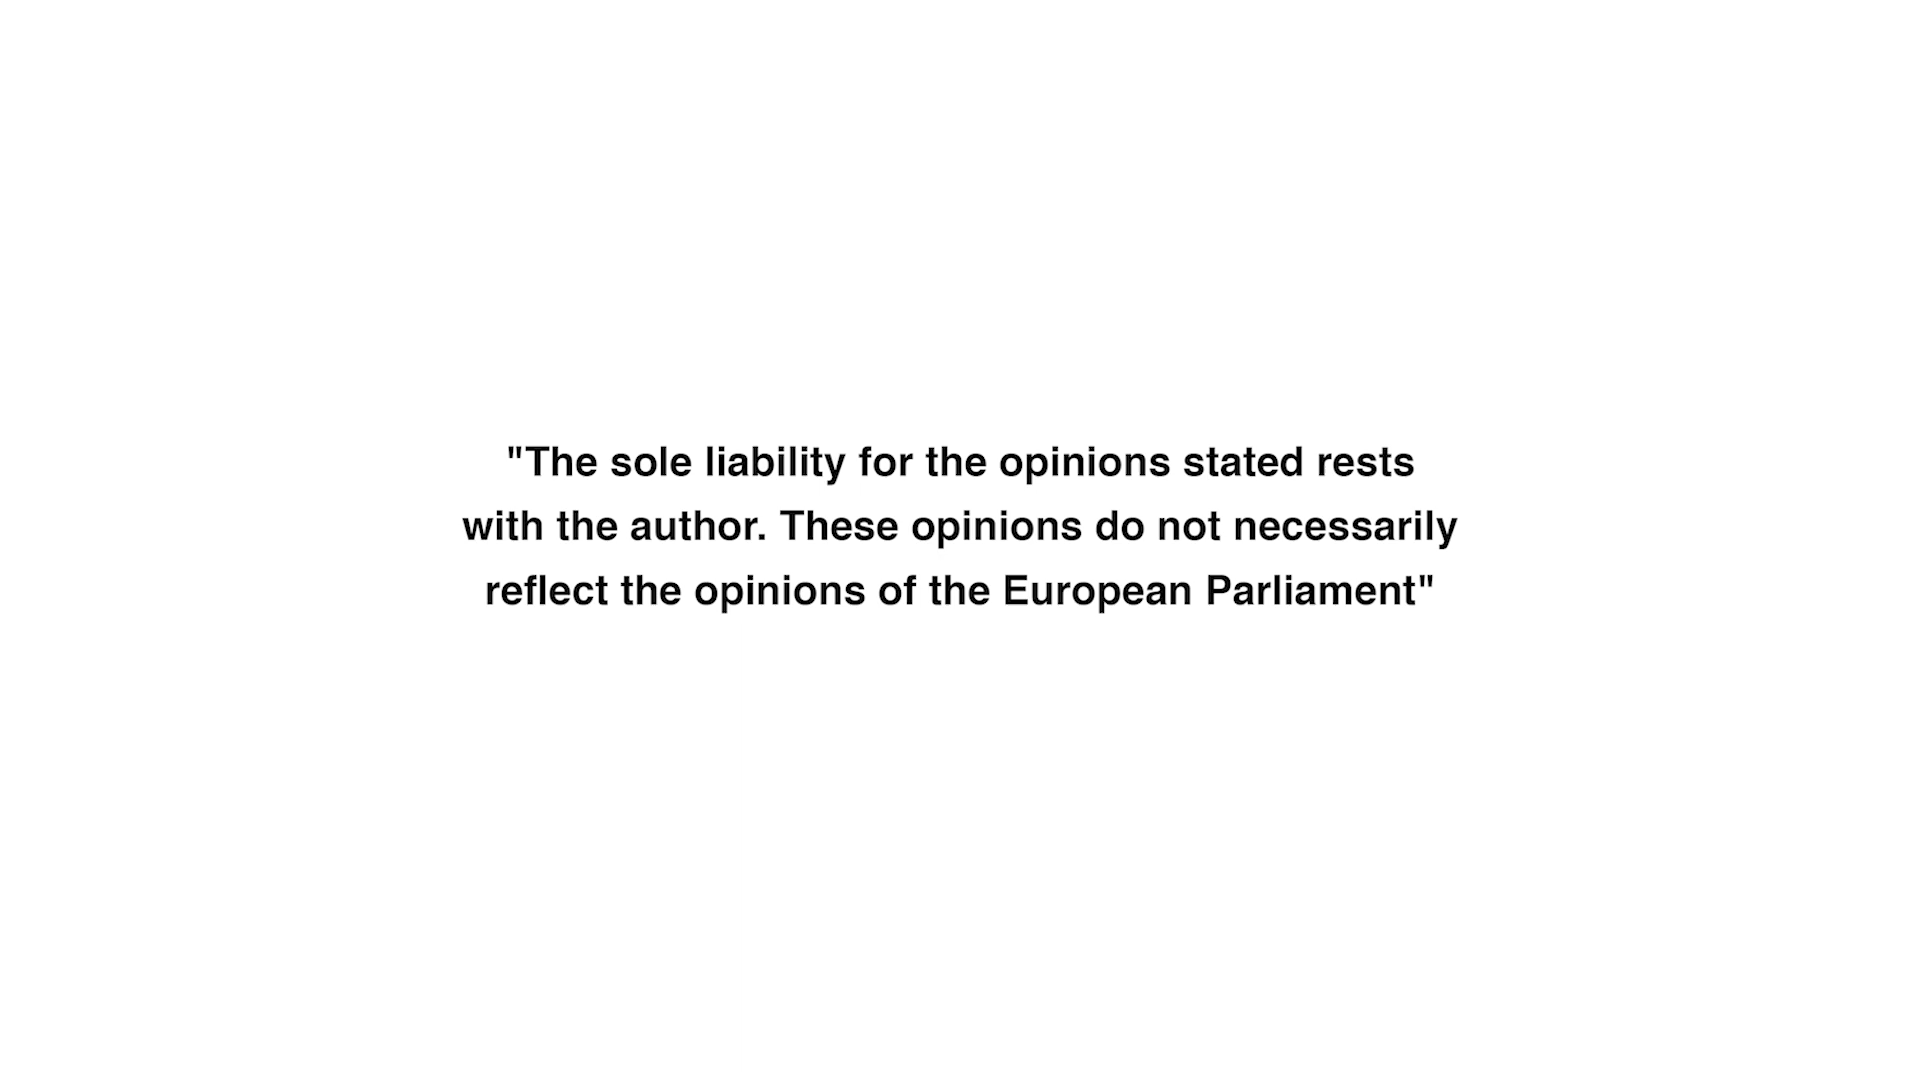 "The sole liability for the opinions stated rests
with the author. These opinions do not necessarily
reflect the opinions of the European Parliament"